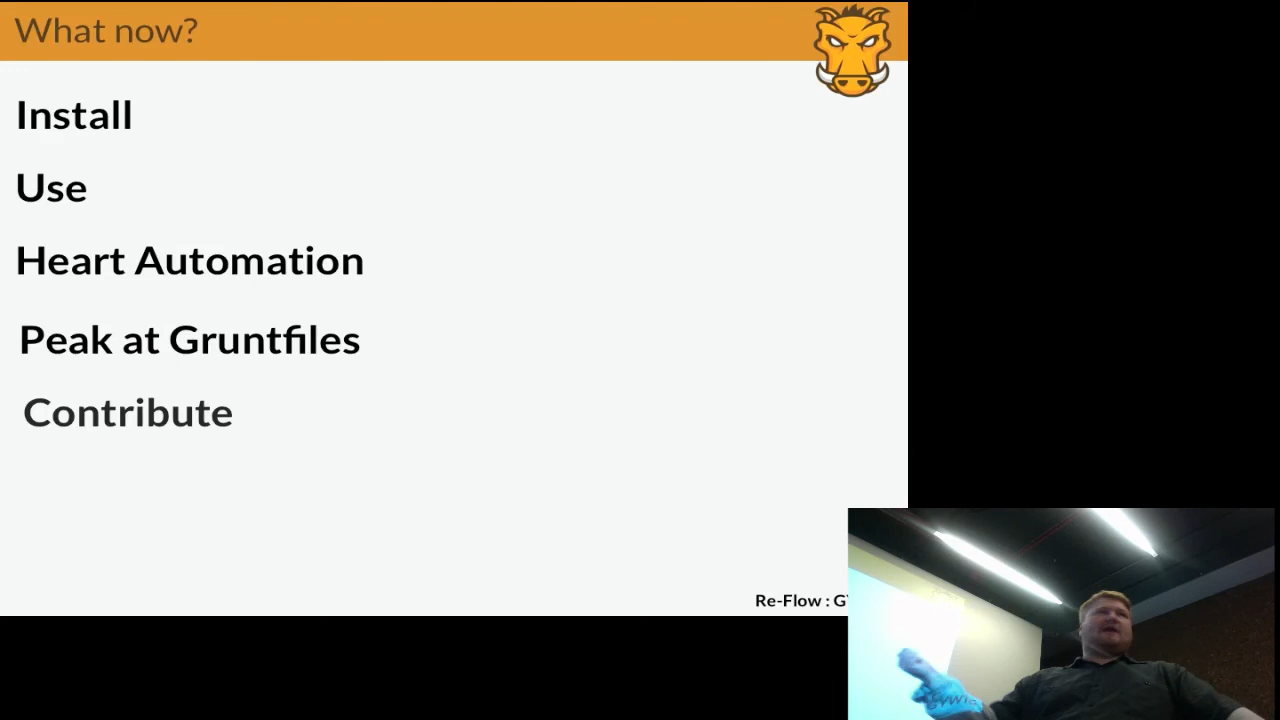 What now?
Install
Use
Heart Automation
Peak at Gruntfiles
Contribute
Re-Flow :